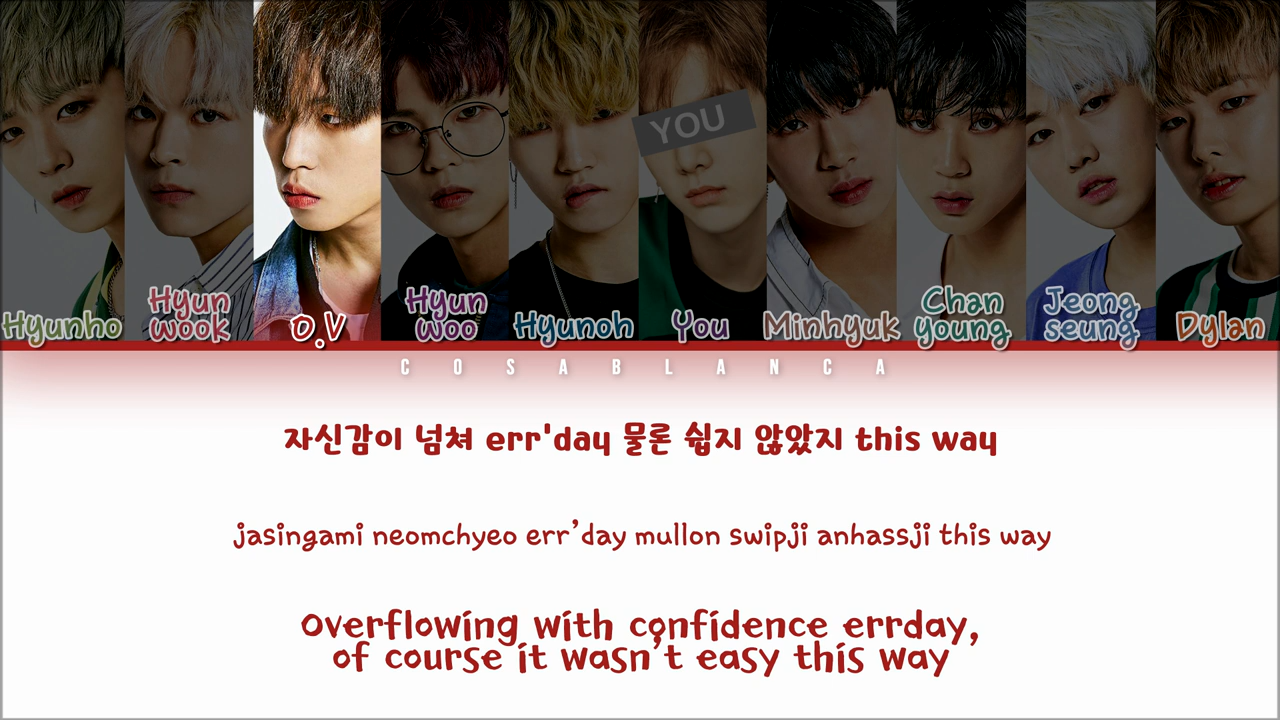 YOU
Hyunho
Hyun
wook
O.V
Hyun
woo
Hyunoh
You
Minhyuk
Chan
young
Jeong
seung
Dylan
COSABLANCA
자신감이 넘쳐 err'day 물론 쉽지 않았지 this way
jasingami neomchyeo err’day mullon swipji anhassji this way
Overflowing with confidence errday,
of course it wasn’t easy this way